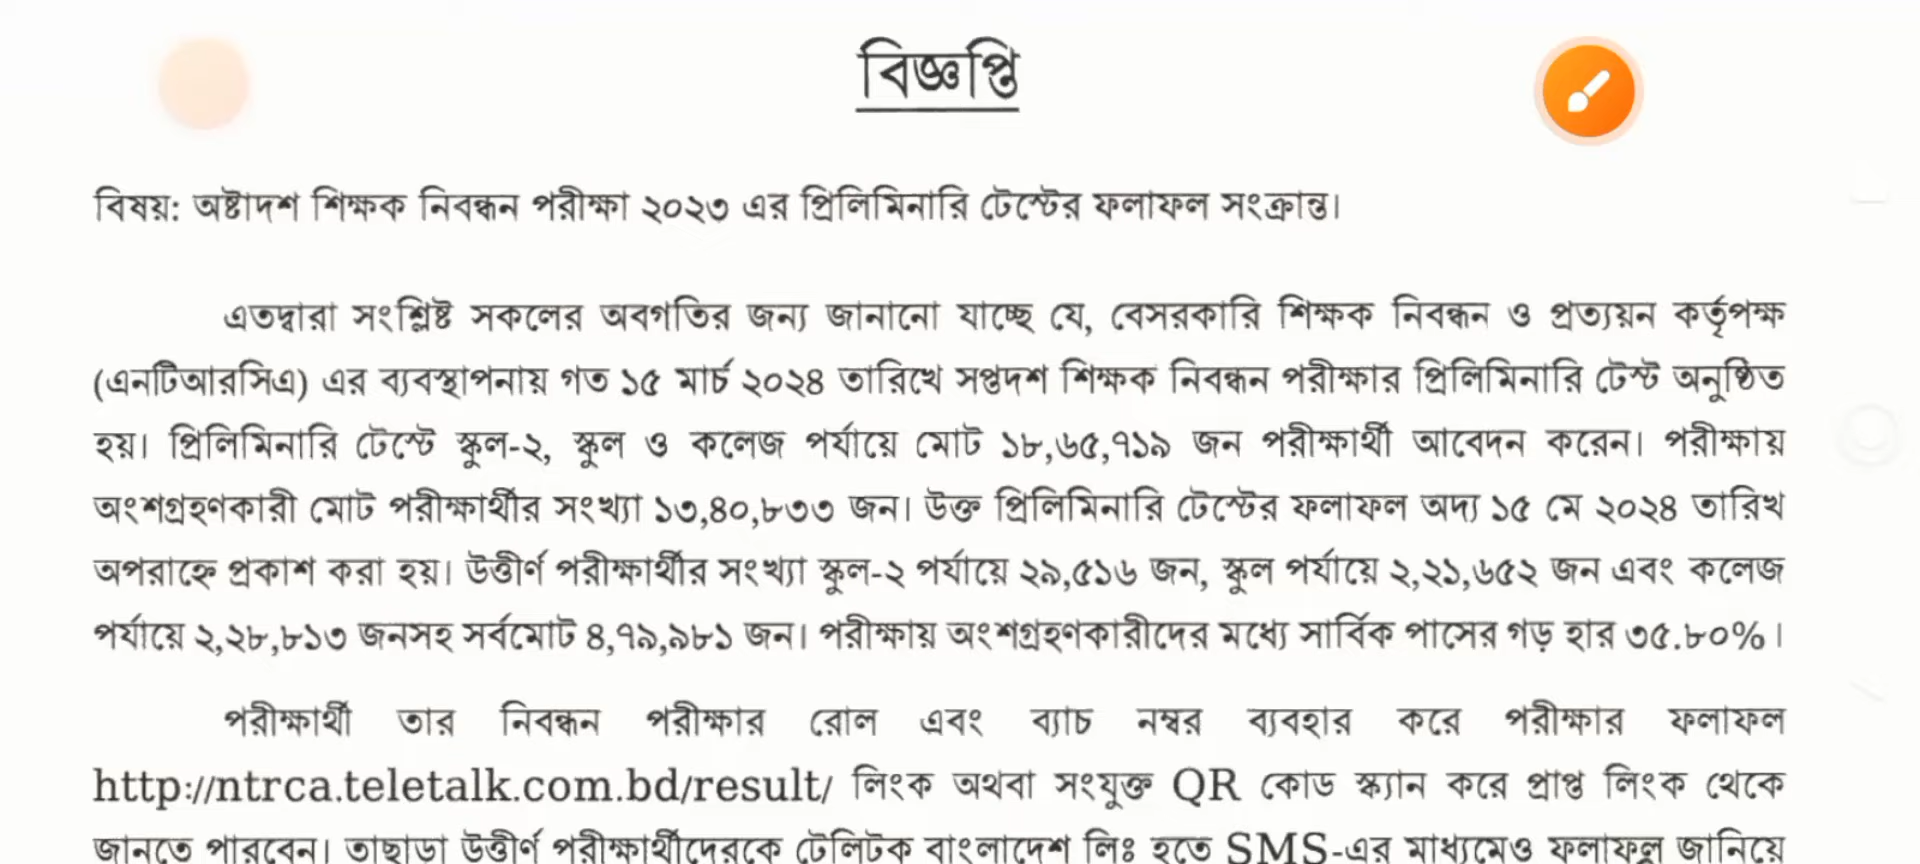 বিজ্ঞপ্তি
বিষয়: অষ্টাদশ শিক্ষক নিবন্ধন পরীক্ষা ২০২৩ এর প্রিলিমিনারি টেস্টের ফলাফল সংক্রান্ত।
এতদ্বারা সংশ্লিষ্ট সকলের অবগতির জন্য জানানো যাচ্ছে যে, বেসরকারি শিক্ষক নিবন্ধন ও প্রত্যয়ন কর্তৃপক্ষ
(এনটিআরসিএ) এর ব্যবস্থাপনায় গত ১৫ মার্চ ২০২৪ তারিখে সপ্তদশ শিক্ষক নিবন্ধন পরীক্ষার প্রিলিমিনারি টেস্ট অনুষ্ঠিত
হয়। প্রিলিমিনারি টেস্টে স্কুল-২, স্কুল ও কলেজ পর্যায়ে মোট ১৮,৬৫,৭১৯ জন পরীক্ষার্থী আবেদন করেন। পরীক্ষায়
অংশগ্রহণকারী মোট পরীক্ষার্থীর সংখ্যা ১৩,৪০,৮৩৩ জন। উক্ত প্রিলিমিনারি টেস্টের ফলাফল অদ্য ১৫ মে ২০২৪ তারিখ
অপরাহ্নে প্রকাশ করা হয়। উত্তীর্ণ পরীক্ষার্থীর সংখ্যা স্কুল-২ পর্যায়ে ২৯,৫১৬ জন, স্কুল পর্যায়ে ২,২১,৬৫২ জন এবং কলেজ
পর্যায়ে ২,২৮,৮১৩ জনসহ সর্বমোট ৪,৭৯,৯৮১ জন। পরীক্ষায় অংশগ্রহণকারীদের মধ্যে সার্বিক পাসের গড় হার ৩৫.৮০%।
পরীক্ষার্থী তার নিবন্ধন পরীক্ষার রোল এবং ব্যাচ নম্বর ব্যবহার করে পরীক্ষার ফলাফল
http://ntrca.teletalk.com.bd/result/ লিংক অথবা সংযুক্ত QR কোড স্ক্যান করে প্রাপ্ত লিংক থেকে
জানতে পারবেন। তাছাড়া উত্তীর্ণ পরীক্ষার্থীদেরকে টেলিটক বাংলাদেশ লিঃ হতে SMS-এর মাধ্যমেও ফলাফল জানিয়ে